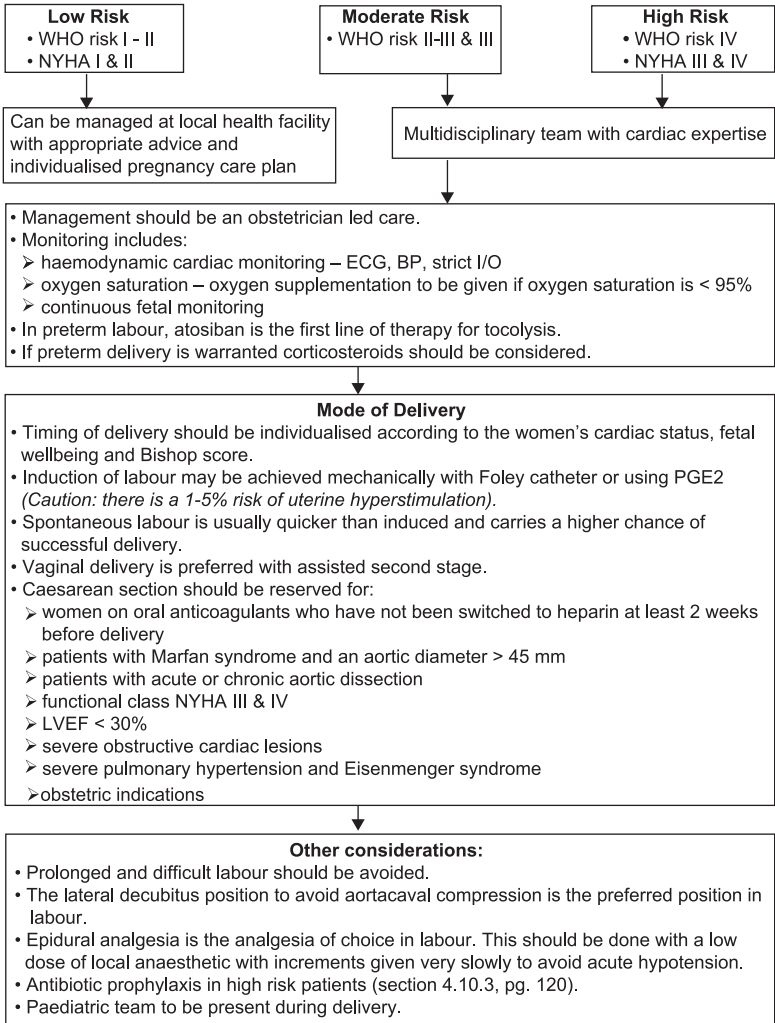 Low Risk
• WHO risk I - II
• NYHA I & II
Moderate Risk
• WHO risk II-III & III
High Risk
• WHO risk IV
• NYHA III & IV
Can be managed at local health facility
with appropriate advice and
individualised pregnancy care plan
Multidisciplinary team with cardiac expertise
• Management should be an obstetrician led care.
• Monitoring includes:
➢ haemodynamic cardiac monitoring – ECG, BP, strict I/O
➢ oxygen saturation – oxygen supplementation to be given if oxygen saturation is < 95%
➢ continuous fetal monitoring
• In preterm labour, atosiban is the first line of therapy for tocolysis.
• If preterm delivery is warranted corticosteroids should be considered.
Mode of Delivery
• Timing of delivery should be individualised according to the women's cardiac status, fetal
wellbeing and Bishop score.
• Induction of labour may be achieved mechanically with Foley catheter or using PGE2
(Caution: there is a 1-5% risk of uterine hyperstimulation).
• Spontaneous labour is usually quicker than induced and carries a higher chance of
successful delivery.
• Vaginal delivery is preferred with assisted second stage.
• Caesarean section should be reserved for:
➢ women on oral anticoagulants who have not been switched to heparin at least 2 weeks
before delivery
➢ patients with Marfan syndrome and an aortic diameter > 45 mm
➢ patients with acute or chronic aortic dissection
➢ functional class NYHA III & IV
➢ LVEF < 30%
➢ severe obstructive cardiac lesions
➢ severe pulmonary hypertension and Eisenmenger syndrome
➢obstetric indications
Other considerations:
• Prolonged and difficult labour should be avoided.
• The lateral decubitus position to avoid aortacaval compression is the preferred position in
labour.
• Epidural analgesia is the analgesia of choice in labour. This should be done with a low
dose of local anaesthetic with increments given very slowly to avoid acute hypotension.
• Antibiotic prophylaxis in high risk patients (section 4.10.3, pg. 120).
• Paediatric team to be present during delivery.